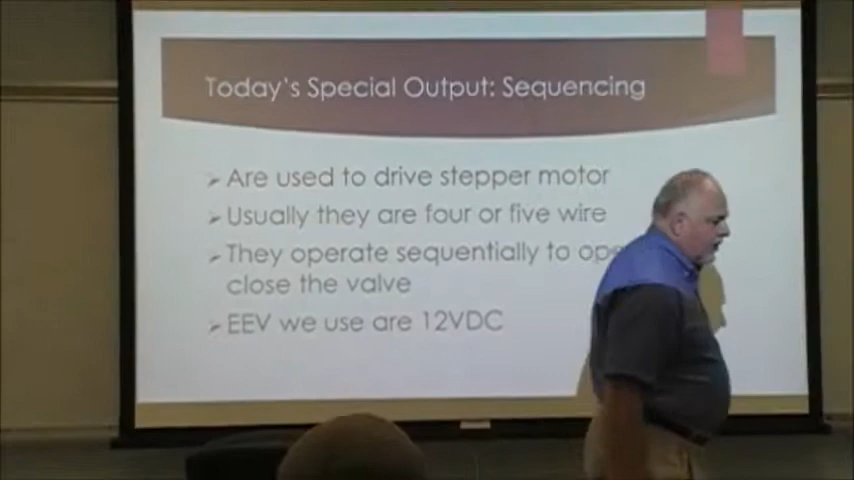 Today's Special Output: Sequencing
Are used to drive stepper motor
Usually they are four or five wire
They operate sequentially to
close the valve
EEV we use are 12VDC